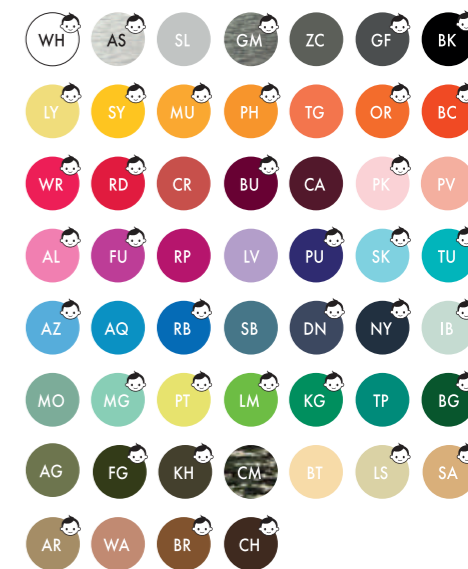 WH AS SL GM ZC GF BK
LY SY MU PH TG OR BC
WR RD CR BU CA PK PV
AL FU RP LV PU SK TU
AZ AQ RB SB DN NY IB
MO MG PT LM KG TP BG
AG FG KH CM BT LS SA
AR WA BR CH